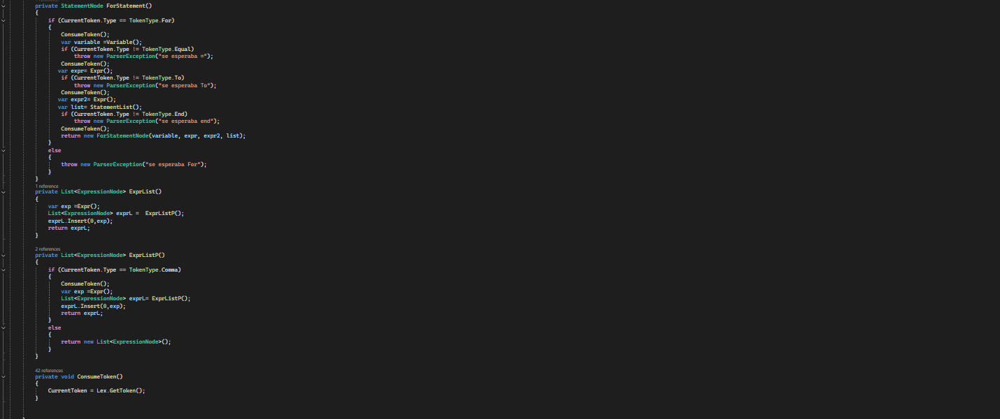 private StatementNode ForStatement()
{
if (CurrentToken.Type == TokenType.For)
{
ConsumeToken();
var variable =Variable();
if (CurrentToken.Type != TokenType.Equal)
throw new ParserException("se esperaba =");
ConsumeToken();
var expr= Expr();
if (CurrentToken.Type != TokenType.To)
throw new ParserException("se esperaba To");
ConsumeToken();
var expr2= Expr();
var list= StatementList();
if (CurrentToken.Type != TokenType.End)
throw new ParserException("se esperaba end");
ConsumeToken();
return new ForStatementNode(variable, expr, expr2, list);
}
else
{
throw new ParserException("se esperaba For");
}
}
1 reference
private List<ExpressionNode> ExprList()
{
var exp =Expr();
List<ExpressionNode> exprL =  ExprListP();
exprL.Insert(0,exp);
return exprL;
}
2 references
private List<ExpressionNode> ExprListP()
{
if (CurrentToken.Type == TokenType.Comma)
{
ConsumeToken();
var exp =Expr();
List<ExpressionNode> exprL= ExprListP();
exprL.Insert(0,exp);
return exprL;
}
else
{
return new List<ExpressionNode>();
}
}
42 references
private void ConsumeToken()
{
CurrentToken = Lex.GetToken();
}